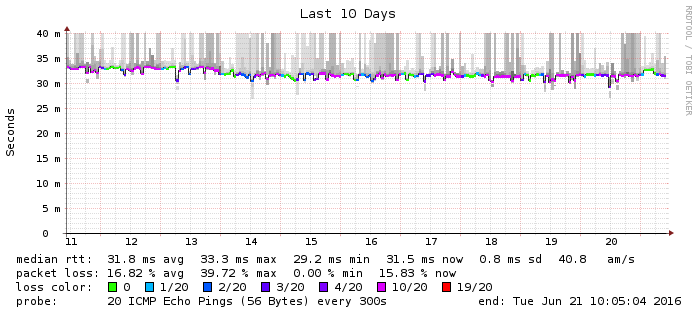 Last 10 Days
RRDTOOL / TOBI OETIKER
Seconds
40 m
35 m
30 m
25 m
20 m
15 m
10 m
5 m
0
11 12 13 14 15 16 17 18 19 20
median rtt: 31.8 ms avg 33.3 ms max 29.2 ms min 31.5 ms now 0.8 ms sd 40.8 am/s
packet loss: 16.82 % avg 39.72 % max 0.00 % min 15.83 % now
loss color: 0 1/20 2/20 3/20 4/20 10/20 19/20
probe: 20 ICMP Echo Pings (56 Bytes) every 300s end: Tue Jun 21 10:05:04 2016